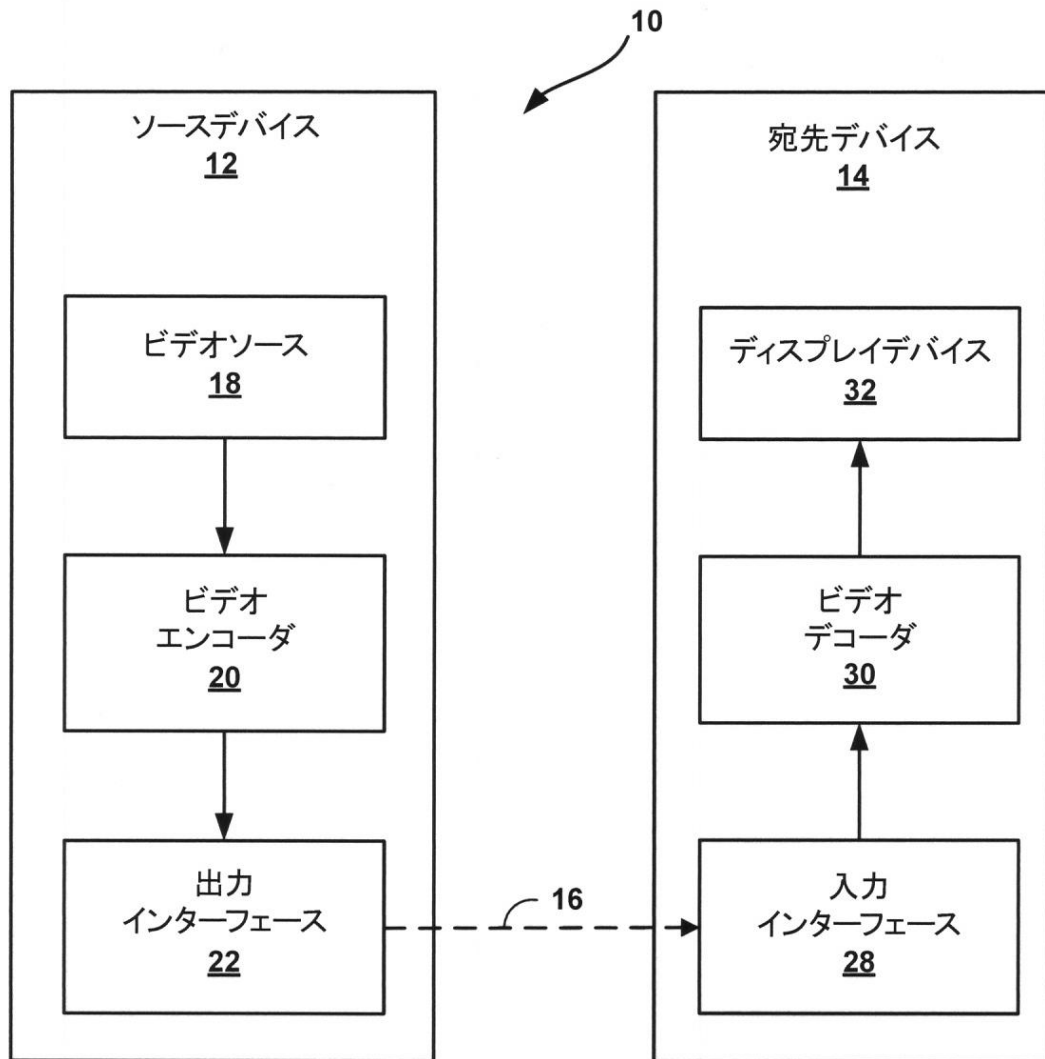 10
ソースデバイス
12
ビデオソース
18
ビデオ
エンコーダ
20
出力
インターフェース
22
16
宛先デバイス
14
ディスプレイデバイス
32
ビデオ
デコーダ
30
入力
インターフェース
28